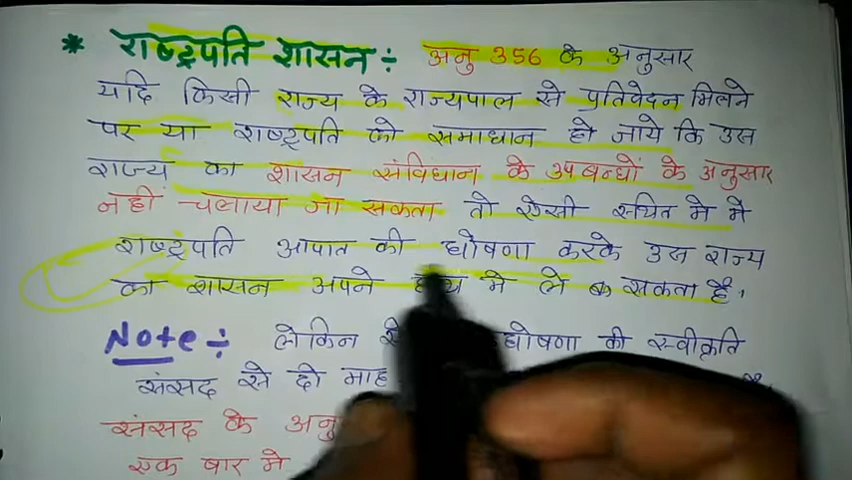 * राष्ट्रपति शासन ÷ अनु 356 के अनुसार
यदि किसी राज्य के राज्यपाल से प्रतिवेदन मिलने
पर या राष्ट्रपति को समाधान हो जाये कि उस
राज्य का शासन संविधान के उपबन्धों के अनुसार
नहीं चलाया जा सकता तो ऐसी स्थित मे मे
राष्ट्रपति आपात की घोषणा करके उस राज्य
का शासन अपने हाथ मे ले सकता है,
Note ÷ लेकिन घोषणा की स्वीकृति
संसद से दो माह
संसद के
एक बार मे